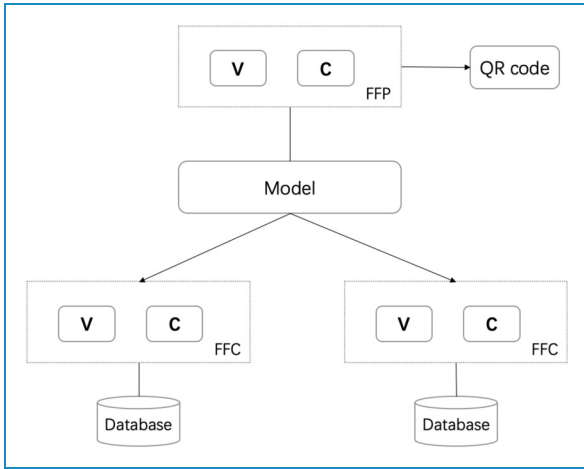 V C
FFP
QR code
Model
V C
FFC
V C
FFC
Database
Database